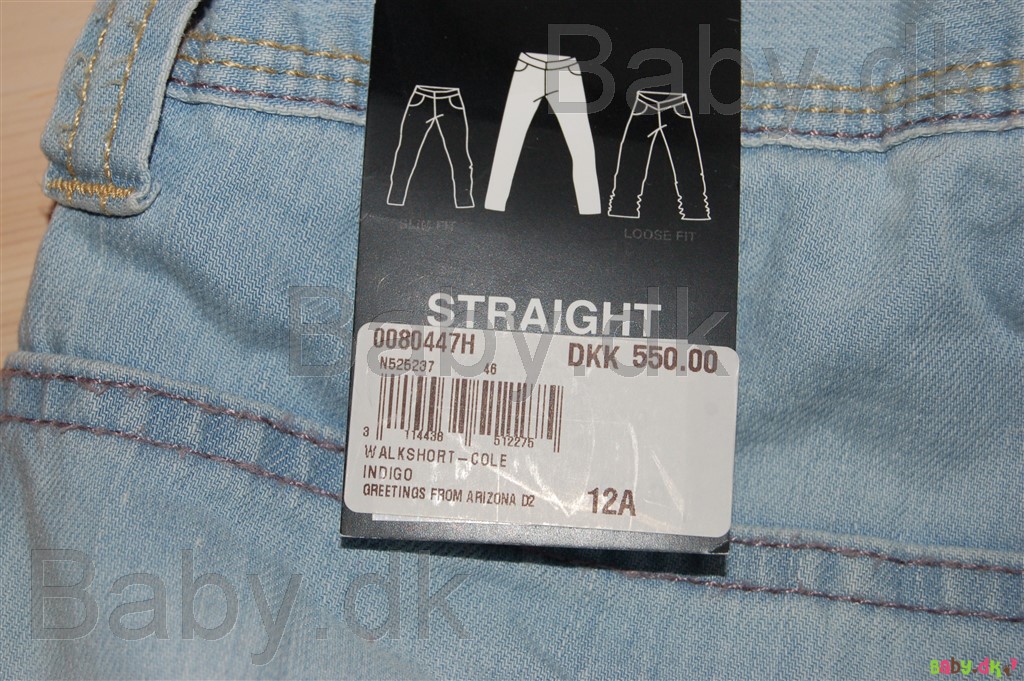 Baby.dk
SLIM FIT
LOOSE FIT
Baby.dk
STRAIGHT
0080447H
DKK 550.00
N525237 46
3 114438 512275
WALKSHORT-COLE
INDIGO
GREETINGS FROM ARIZONA D2
12A
Baby.dk
BABY.DK